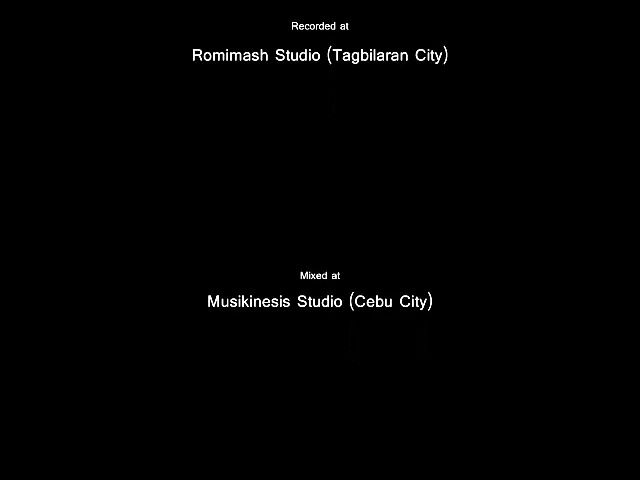 Recorded at
Romimash Studio (Tagbilaran City)
Mixed at
Musikinesis Studio (Cebu City)